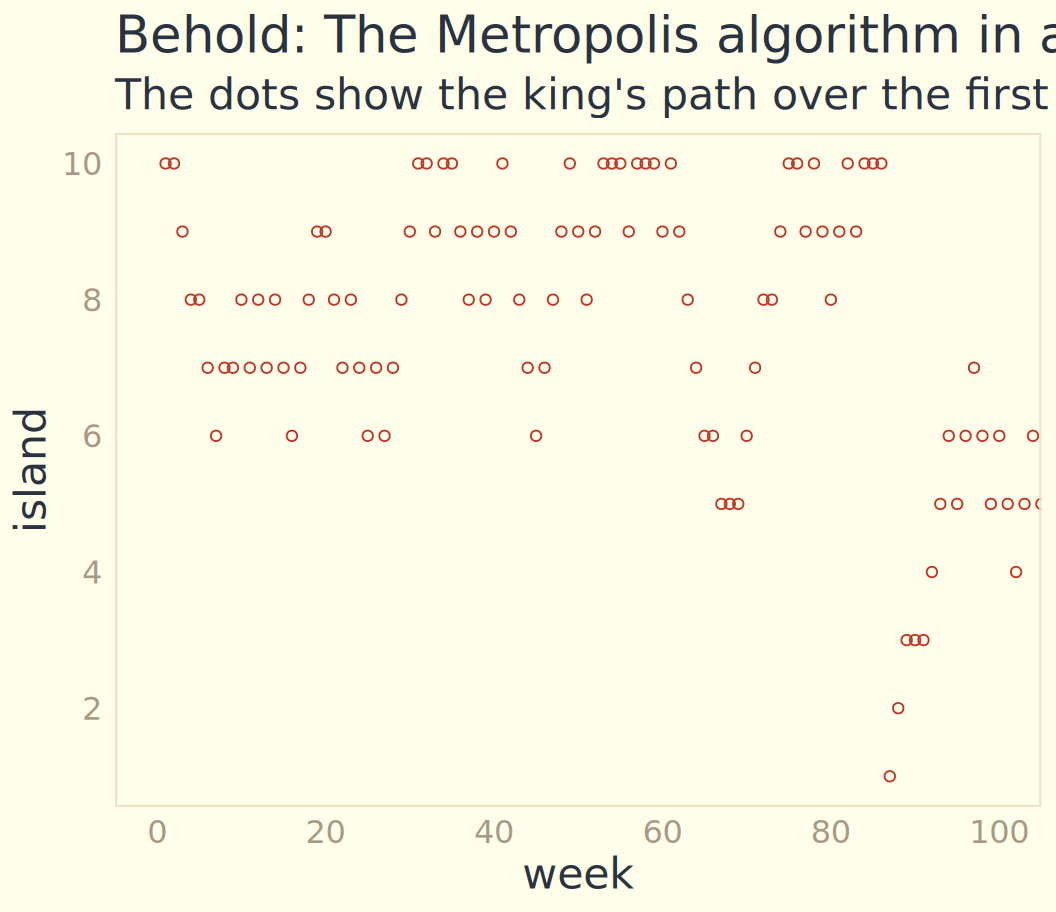 Behold: The Metropolis algorithm in
The dots show the king's path over the first
10
8
6
4
2
island
0 20 40 60 80 100
week